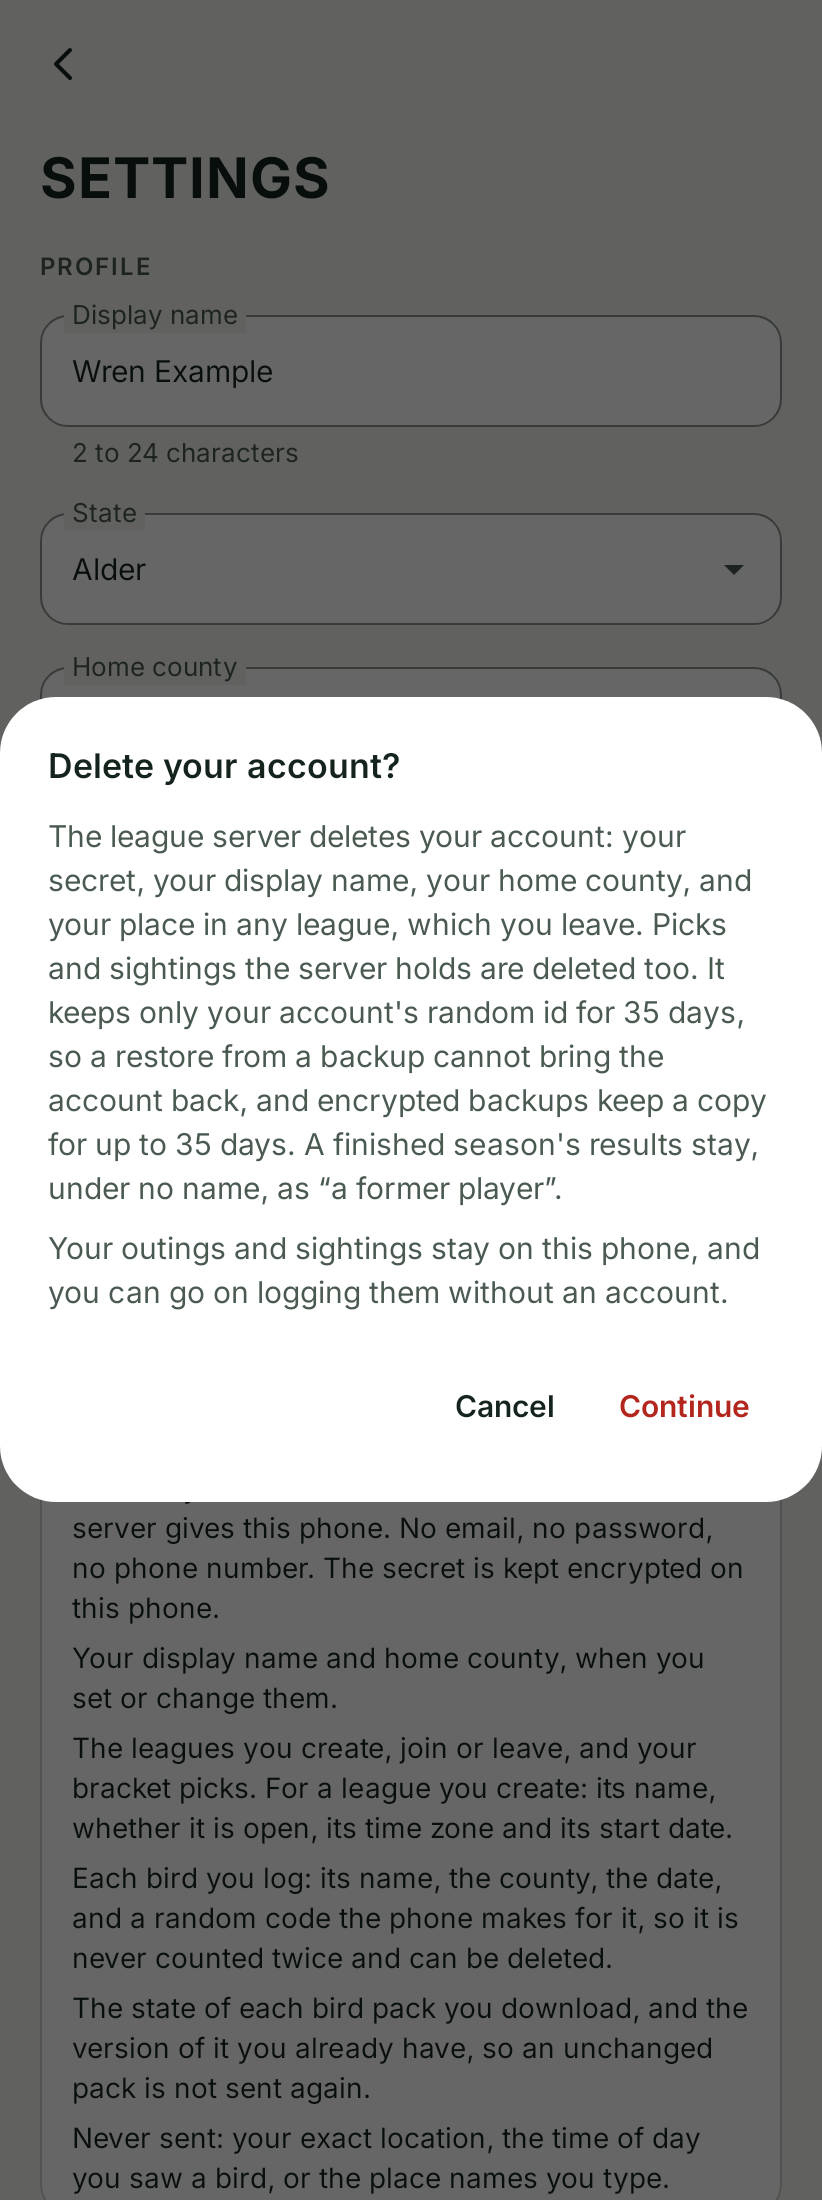 SETTINGS
PROFILE
Display name
Wren Example
2 to 24 characters
State
Alder
Home county
Delete your account?
The league server deletes your account: your
secret, your display name, your home county, and
your place in any league, which you leave. Picks
and sightings the server holds are deleted too. It
keeps only your account's random id for 35 days,
so a restore from a backup cannot bring the
account back, and encrypted backups keep a copy
for up to 35 days. A finished season's results stay,
under no name, as “a former player”.
Your outings and sightings stay on this phone, and
you can go on logging them without an account.
Cancel
Continue
server gives this phone. No email, no password,
no phone number. The secret is kept encrypted on
this phone.
Your display name and home county, when you
set or change them.
The leagues you create, join or leave, and your
bracket picks. For a league you create: its name,
whether it is open, its time zone and its start date.
Each bird you log: its name, the county, the date,
and a random code the phone makes for it, so it is
never counted twice and can be deleted.
The state of each bird pack you download, and the
version of it you already have, so an unchanged
pack is not sent again.
Never sent: your exact location, the time of day
you saw a bird, or the place names you type.